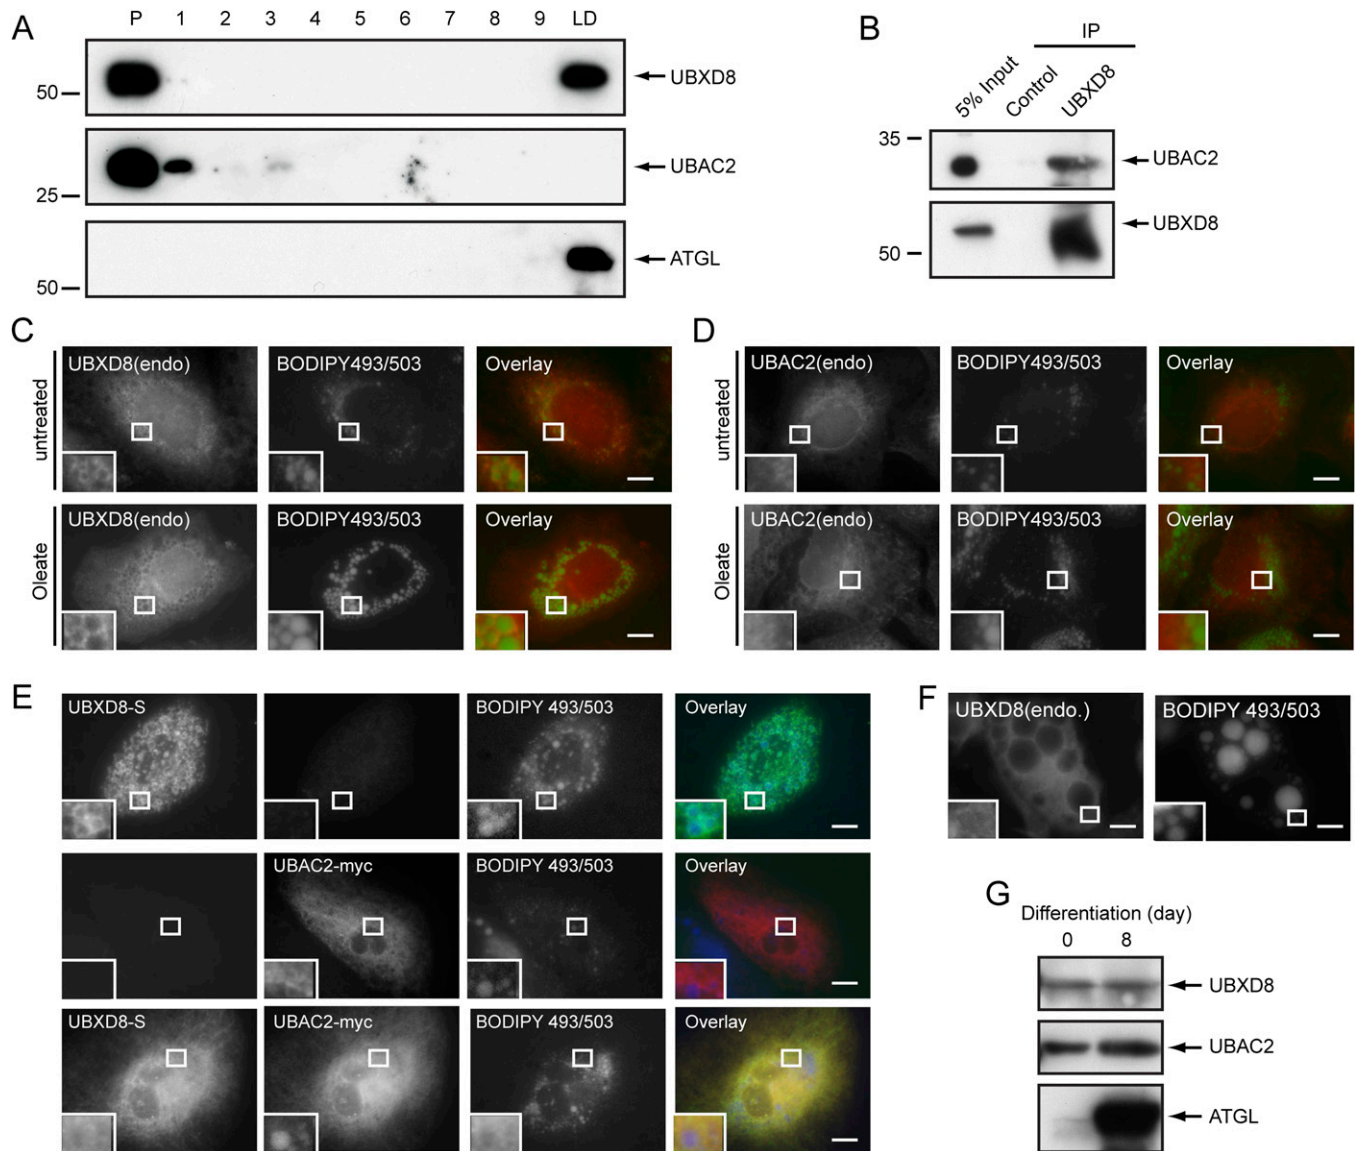 A
P 1 2 3 4 5 6 7 8 9 LD
50
UBXD8
25
UBAC2
50
ATGL
B
IP
5% Input
Control
UBXD8
35
UBAC2
50
UBXD8
C
untreated
UBXD8(endo)
BODIPY493/503
Overlay
Oleate
UBXD8(endo)
BODIPY493/503
Overlay
D
untreated
UBAC2(endo)
BODIPY493/503
Overlay
Oleate
UBAC2(endo)
BODIPY493/503
Overlay
E
UBXD8-S
BODIPY 493/503
Overlay
UBAC2-myc
BODIPY 493/503
Overlay
UBXD8-S
UBAC2-myc
BODIPY 493/503
Overlay
F
UBXD8(endo.)
BODIPY 493/503
G
Differentiation (day)
0 8
UBXD8
UBAC2
ATGL